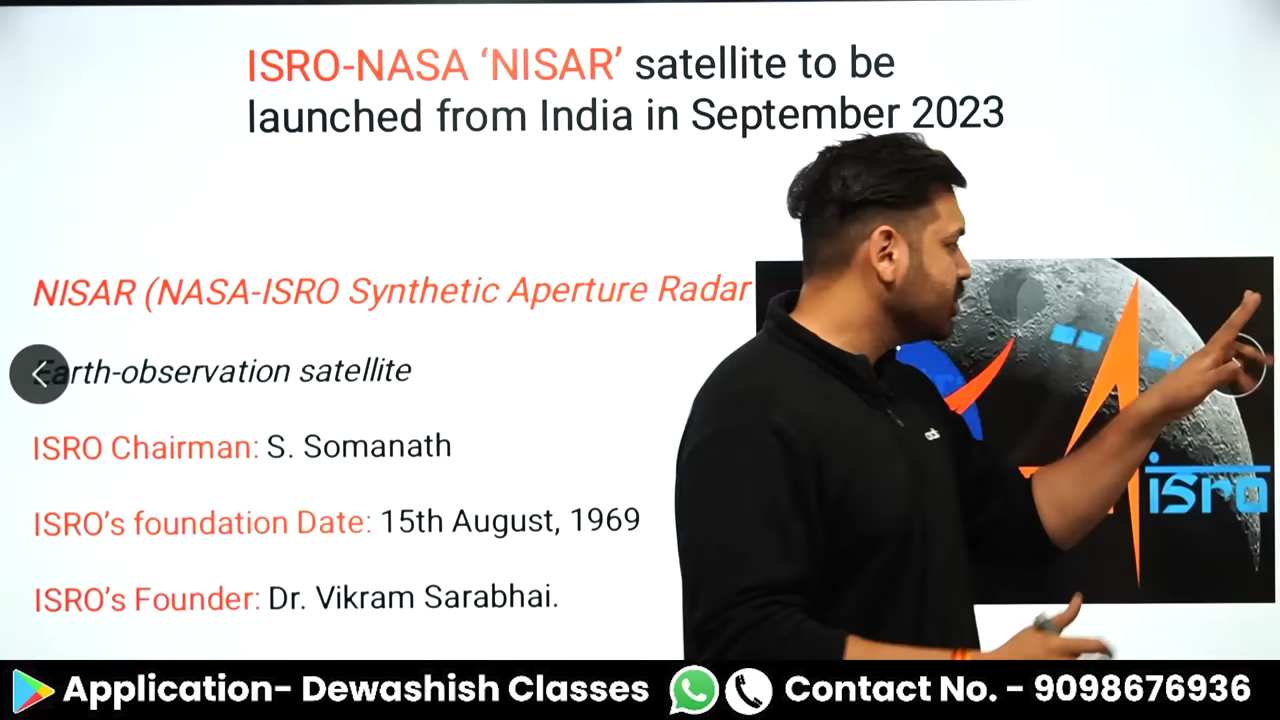 ISRO-NASA ‘NISAR’ satellite to be
launched from India in September 2023
NISAR (NASA-ISRO Synthetic Aperture Radar
Earth-observation satellite
ISRO Chairman: S. Somanath
ISRO’s foundation Date: 15th August, 1969
ISRO’s Founder: Dr. Vikram Sarabhai.
isro
Application- Dewashish Classes
Contact No. - 9098676936